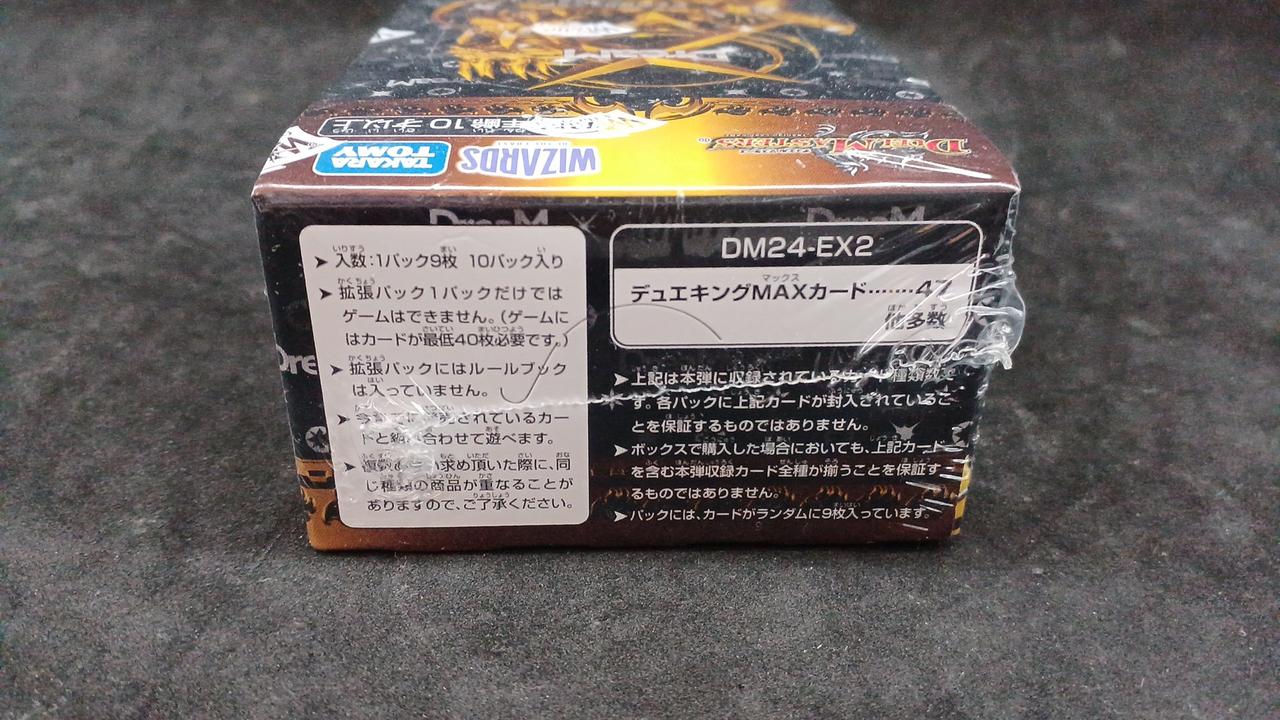 10才以上
TAKARA TOMY
WIZARDS
OF THE COAST
DUEL MASTERS
DreaM
DreaM
➤入数:1パック9枚 10パック入り
➤拡張パック1パックだけでは
ゲームはできません。(ゲームに
はカードが最低40枚必要です。)
➤拡張パックにはルールブック
は入っていません。
されているカー
ドと組み合わせて遊べます。
求め頂いた際に、同
じ種類の商品が重なることが
ありますので、ご了承ください。
DM24-EX2
デュエキングMAXカード……
他多数
➤上記は本弾に収録されている
す。各パックに上記カードが封入されているこ
とを保証するものではありません。
➤ボックスで購入した場合においても、上記カード
を含む本弾収録カード全種が揃うことを保証す
るものではありません。
➤パックには、カードがランダムに9枚入っています。